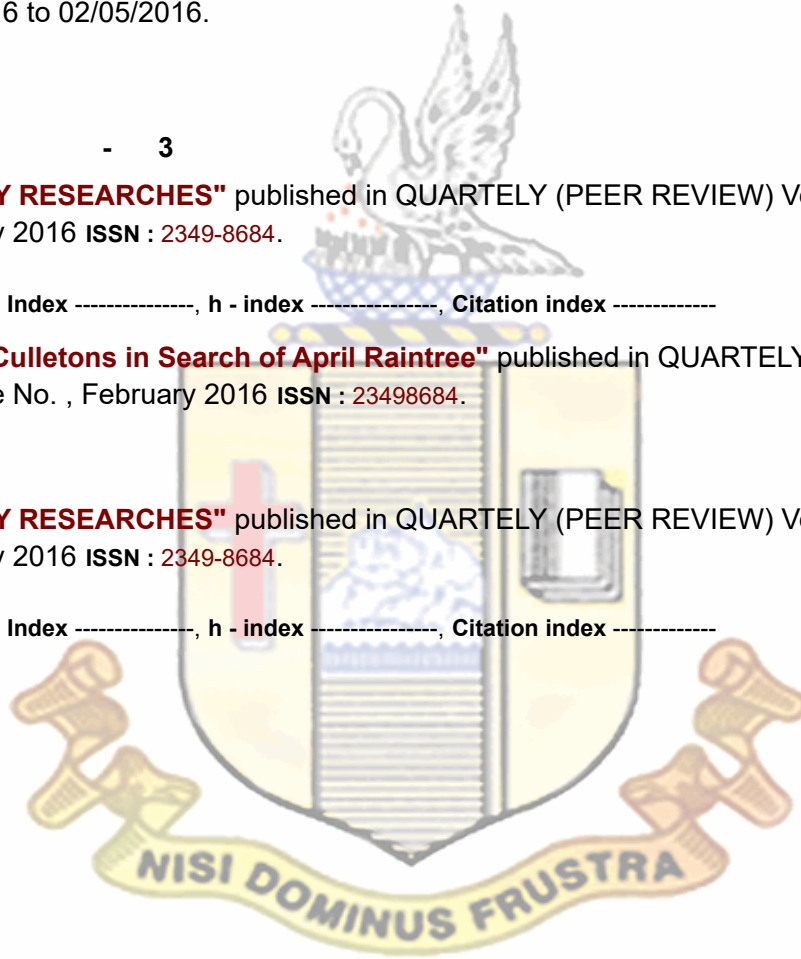 6 to 02/05/2016.
- 3
Y RESEARCHES" published in QUARTELY (PEER REVIEW) V
y 2016 ISSN : 2349-8684.
Index ---------------, h - index ----------------, Citation index -------------
Culletons in Search of April Raintree" published in QUARTELY
e No. , February 2016 ISSN : 23498684.
Y RESEARCHES" published in QUARTELY (PEER REVIEW) V
y 2016 ISSN : 2349-8684.
Index ---------------, h - index ----------------, Citation index -------------
NISI DOMINUS FRUSTRA